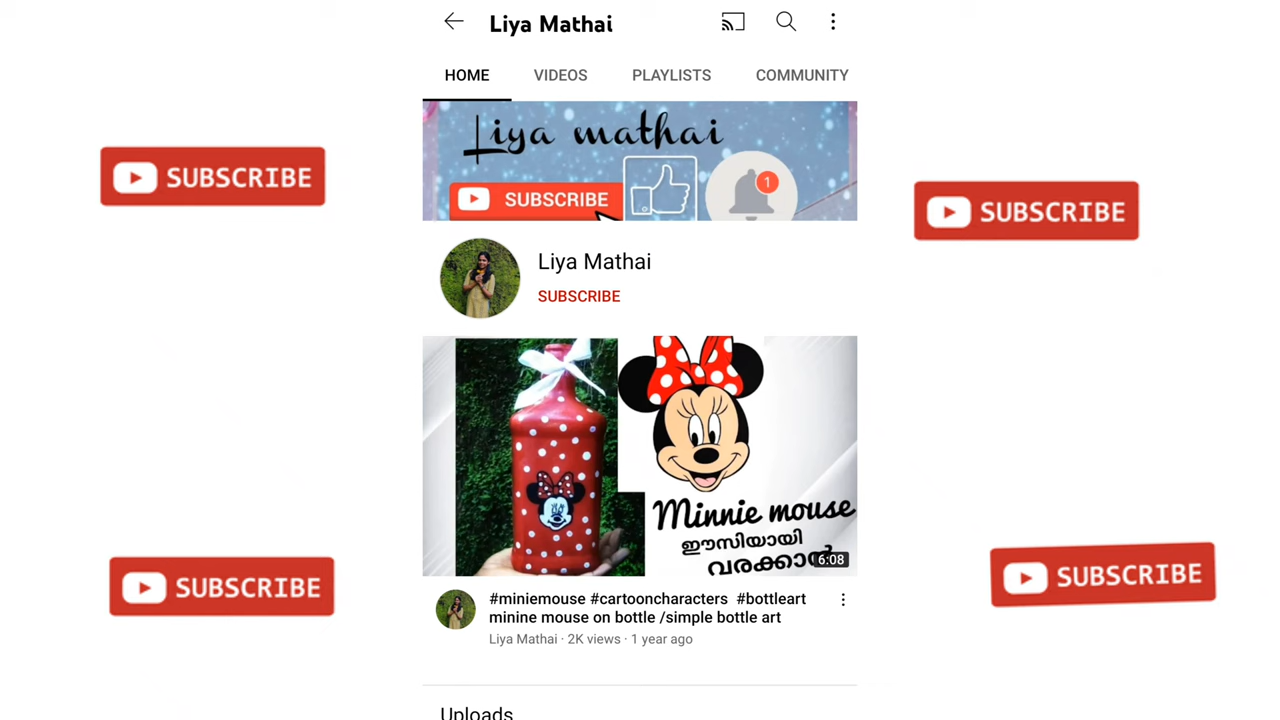 Liya Mathai
HOME VIDEOS PLAYLISTS COMMUNITY
Liya mathai
SUBSCRIBE
1
SUBSCRIBE
SUBSCRIBE
Liya Mathai
SUBSCRIBE
Minnie mouse
ഈസിയായി
വരക്കാൻ
6:08
#miniemouse #cartooncharacters #bottleart
minine mouse on bottle /simple bottle art
Liya Mathai · 2K views · 1 year ago
SUBSCRIBE
SUBSCRIBE
Uploads